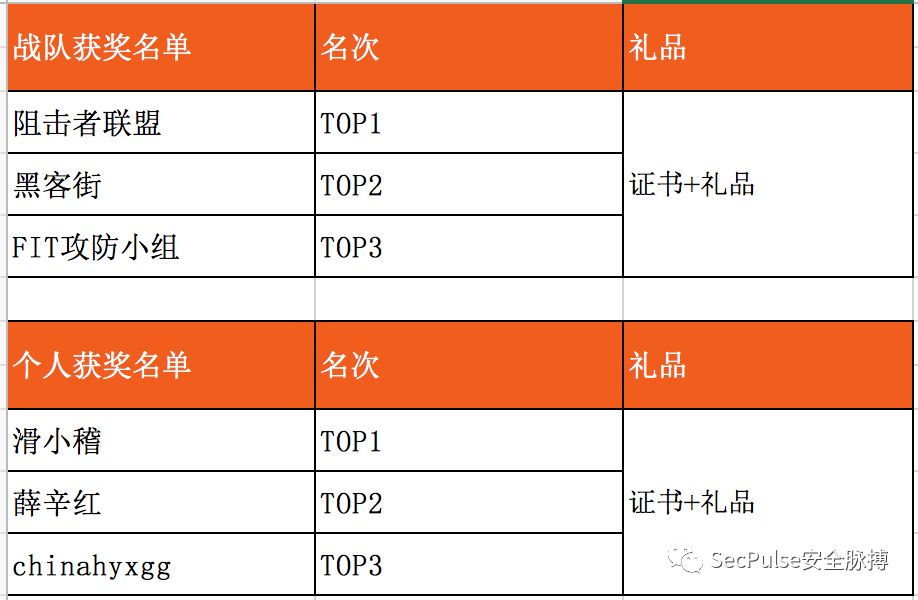 战队获奖名单 名次 礼品
阻击者联盟 TOP1
黑客街 TOP2 证书+礼品
FIT攻防小组 TOP3
个人获奖名单 名次 礼品
滑小稽 TOP1
薛辛红 TOP2 证书+礼品
chinahyxgg TOP3
SecPulse安全脉搏